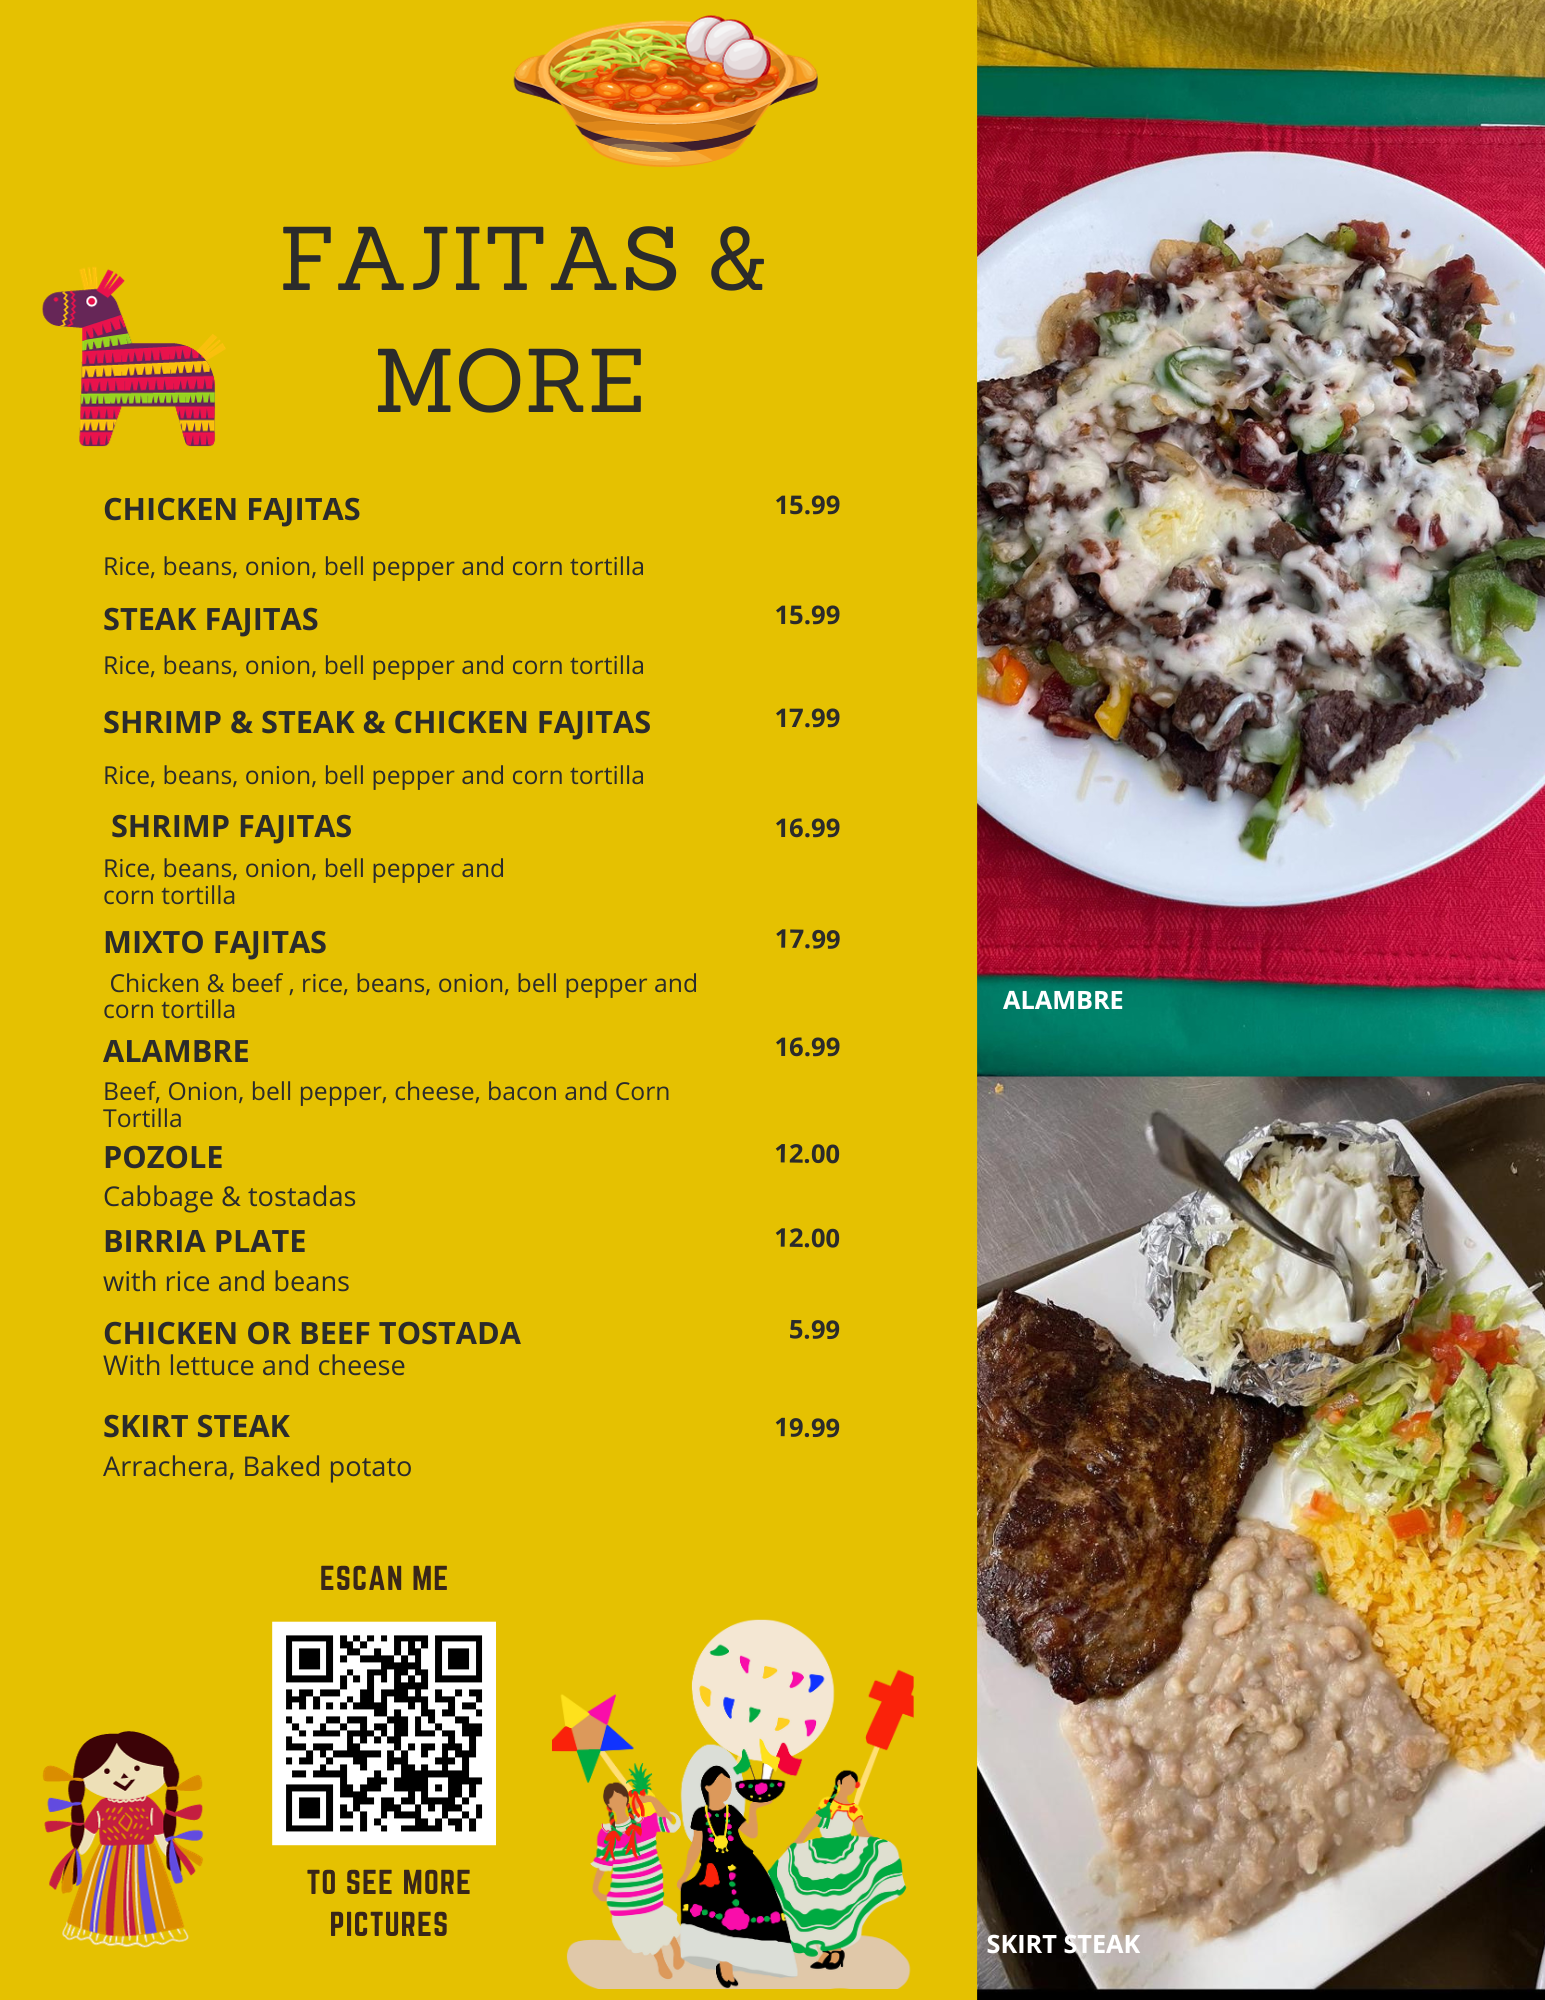 FAJITAS &
MORE
CHICKEN FAJITAS 15.99
Rice, beans, onion, bell pepper and corn tortilla
STEAK FAJITAS 15.99
Rice, beans, onion, bell pepper and corn tortilla
SHRIMP & STEAK & CHICKEN FAJITAS 17.99
Rice, beans, onion, bell pepper and corn tortilla
SHRIMP FAJITAS 16.99
Rice, beans, onion, bell pepper and
corn tortilla
MIXTO FAJITAS 17.99
Chicken & beef , rice, beans, onion, bell pepper and
corn tortilla
ALAMBRE 16.99
Beef, Onion, bell pepper, cheese, bacon and Corn
Tortilla
POZOLE 12.00
Cabbage & tostadas
BIRRIA PLATE 12.00
with rice and beans
CHICKEN OR BEEF TOSTADA 5.99
With lettuce and cheese
SKIRT STEAK 19.99
Arrachera, Baked potato
ESCAN ME
TO SEE MORE
PICTURES
ALAMBRE
SKIRT STEAK